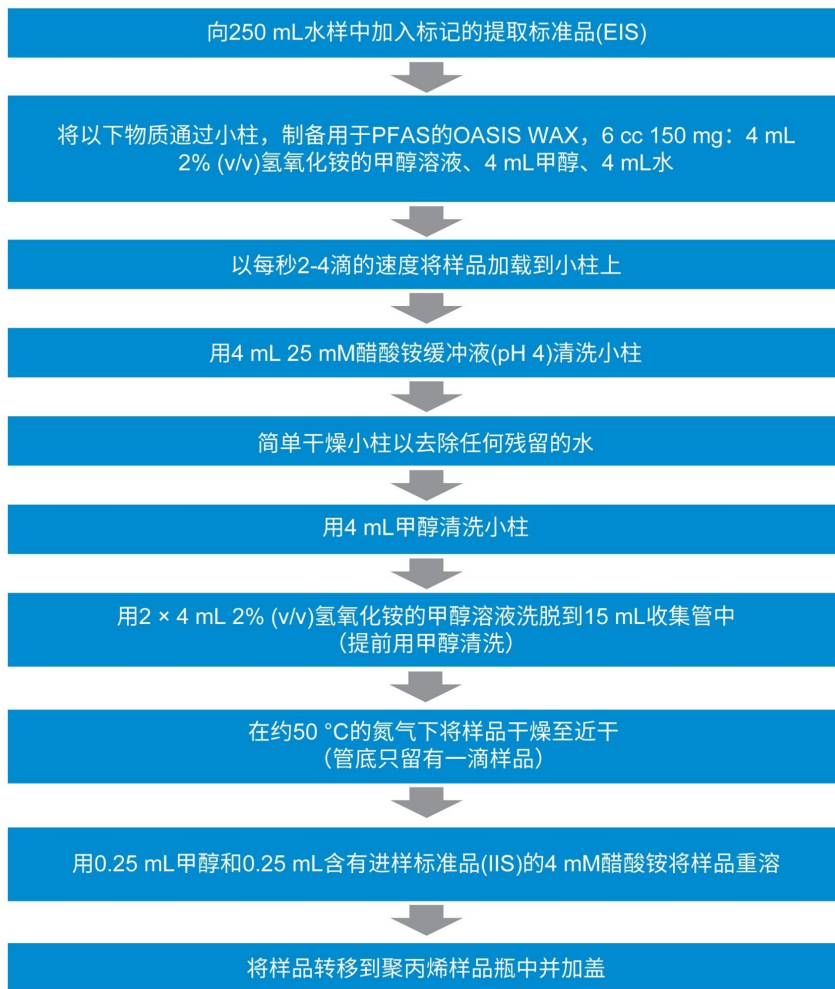 向250 mL水样中加入标记的提取标准品(EIS)
将以下物质通过小柱，制备用于PFAS的OASIS WAX，6 cc 150 mg：4 mL
2% (v/v)氢氧化铵的甲醇溶液、4 mL甲醇、4 mL水
以每秒2-4滴的速度将样品加载到小柱上
用4 mL 25 mM醋酸铵缓冲液(pH 4)清洗小柱
简单干燥小柱以去除任何残留的水
用4 mL甲醇清洗小柱
用2 × 4 mL 2% (v/v)氢氧化铵的甲醇溶液洗脱到15 mL收集管中
（提前用甲醇清洗）
在约50 °C的氮气下将样品干燥至近干
（管底只留有一滴样品）
用0.25 mL甲醇和0.25 mL含有进样标准品(IIS)的4 mM醋酸铵将样品重溶
将样品转移到聚丙烯样品瓶中并加盖